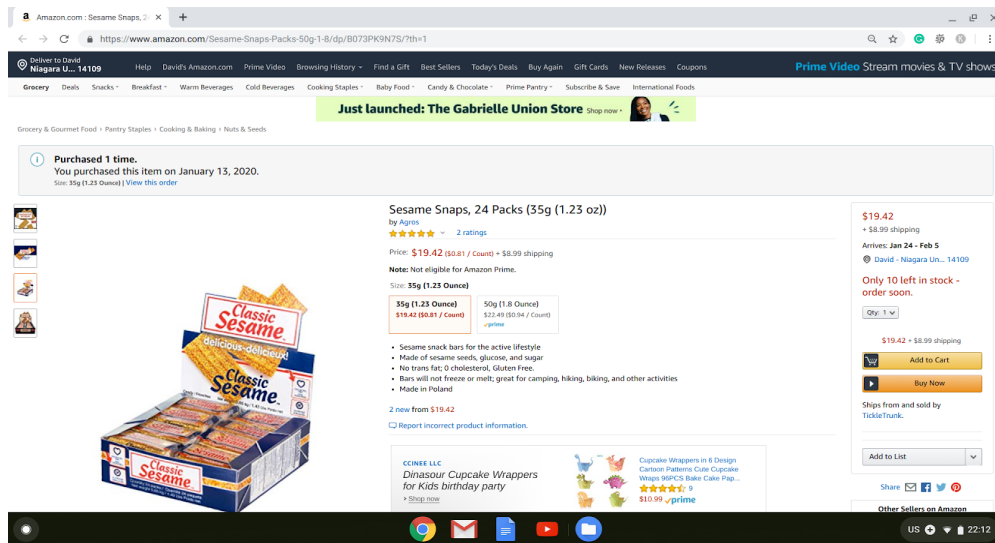 Amazon.com : Sesame Snaps, 2
https://www.amazon.com/Sesame-Snaps-Packs-50g-1-8/dp/B073PK9N7S/?th=1
Deliver to David
Niagara U... 14109
Help David's Amazon.com Prime Video Browsing History Find a Gift Best Sellers Today's Deals Buy Again Gift Cards New Releases Coupons
Prime Video Stream movies & TV shows
Grocery Deals Snacks Breakfast Warm Beverages Cold Beverages Cooking Staples Baby Food Candy & Chocolate Prime Pantry Subscribe & Save International Foods
Just launched: The Gabrielle Union Store Shop now
Grocery & Gourmet Food › Pantry Staples › Cooking & Baking › Nuts & Seeds
Purchased 1 time.
You purchased this item on January 13, 2020.
Size: 35g (1.23 Ounce) | View this order
Classic
Sesame
delicious-délicieux!
Classic
Sesame
Classic
Sesame
Sesame Snaps, 24 Packs (35g (1.23 oz))
by Agros
2 ratings
Price: $19.42 ($0.81 / Count) + $8.99 shipping
Note: Not eligible for Amazon Prime.
Size: 35g (1.23 Ounce)
35g (1.23 Ounce)
$19.42 ($0.81 / Count)
50g (1.8 Ounce)
$22.49 ($0.94 / Count)
prime
• Sesame snack bars for the active lifestyle
• Made of sesame seeds, glucose, and sugar
• No trans fat; 0 cholesterol, Gluten Free.
• Bars will not freeze or melt; great for camping, hiking, biking, and other activities
• Made in Poland
2 new from $19.42
Report incorrect product information.
CCINEE LLC
Dinasour Cupcake Wrappers
for Kids birthday party
› Shop now
Cupcake Wrappers in 6 Design
Cartoon Patterns Cute Cupcake
Wraps 96PCS Bake Cake Pap...
9
$10.99 prime
$19.42
+ $8.99 shipping
Arrives: Jan 24 - Feb 5
David - Niagara Un... 14109
Only 10 left in stock -
order soon.
Qty: 1
$19.42 + $8.99 shipping
Add to Cart
Buy Now
Ships from and sold by
TickleTrunk.
Add to List
Share
Other Sellers on Amazon
US 22:12